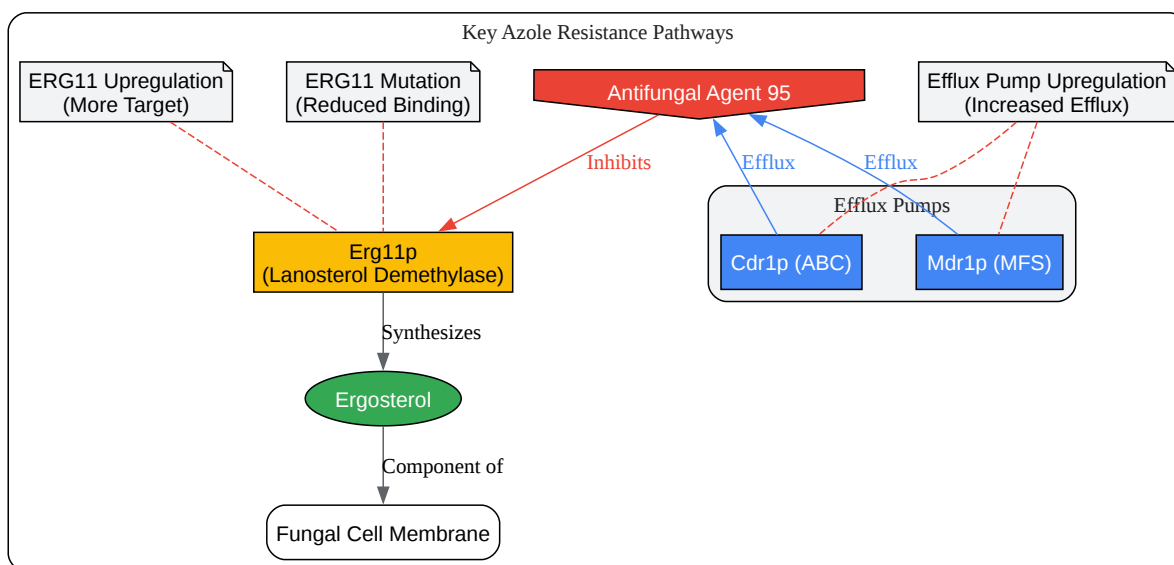 Key Azole Resistance Pathways
ERG11 Upregulation
(More Target)
ERG11 Mutation
(Reduced Binding)
Antifungal Agent 95
Efflux Pump Upregulation
(Increased Efflux)
Inhibits
Efflux
Efflux
Efflux Pumps
Erg11p
(Lanosterol Demethylase)
Cdr1p (ABC)
Mdr1p (MFS)
Synthesizes
Ergosterol
Component of
Fungal Cell Membrane